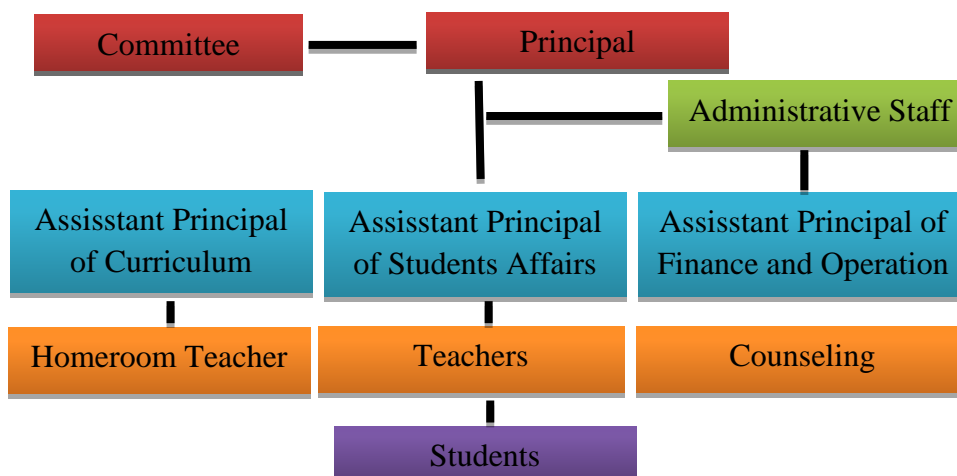 Committee
Principal
Administrative Staff
Assisstant Principal
of Curriculum
Assisstant Principal
of Students Affairs
Assisstant Principal of
Finance and Operation
Homeroom Teacher
Teachers
Counseling
Students